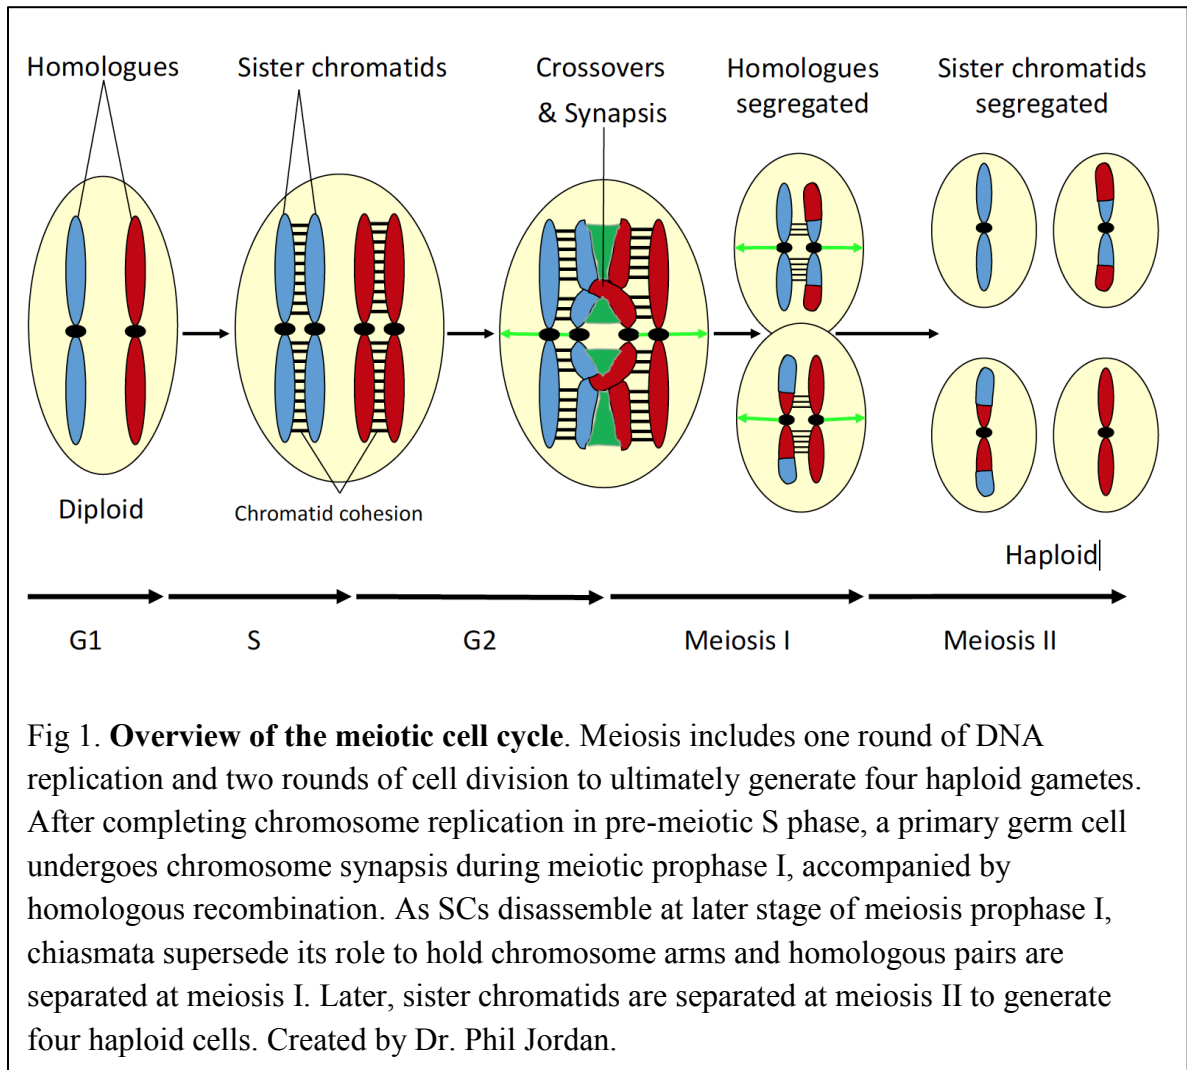 Homologues
Sister chromatids
Crossovers
& Synapsis
Homologues
segregated
Sister chromatids
segregated
Diploid
Chromatid cohesion
Haploid
G1
S
G2
Meiosis I
Meiosis II
Fig 1. Overview of the meiotic cell cycle. Meiosis includes one round of DNA
replication and two rounds of cell division to ultimately generate four haploid gametes.
After completing chromosome replication in pre-meiotic S phase, a primary germ cell
undergoes chromosome synapsis during meiotic prophase I, accompanied by
homologous recombination. As SCs disassemble at later stage of meiosis prophase I,
chiasmata supersede its role to hold chromosome arms and homologous pairs are
separated at meiosis I. Later, sister chromatids are separated at meiosis II to generate
four haploid cells. Created by Dr. Phil Jordan.